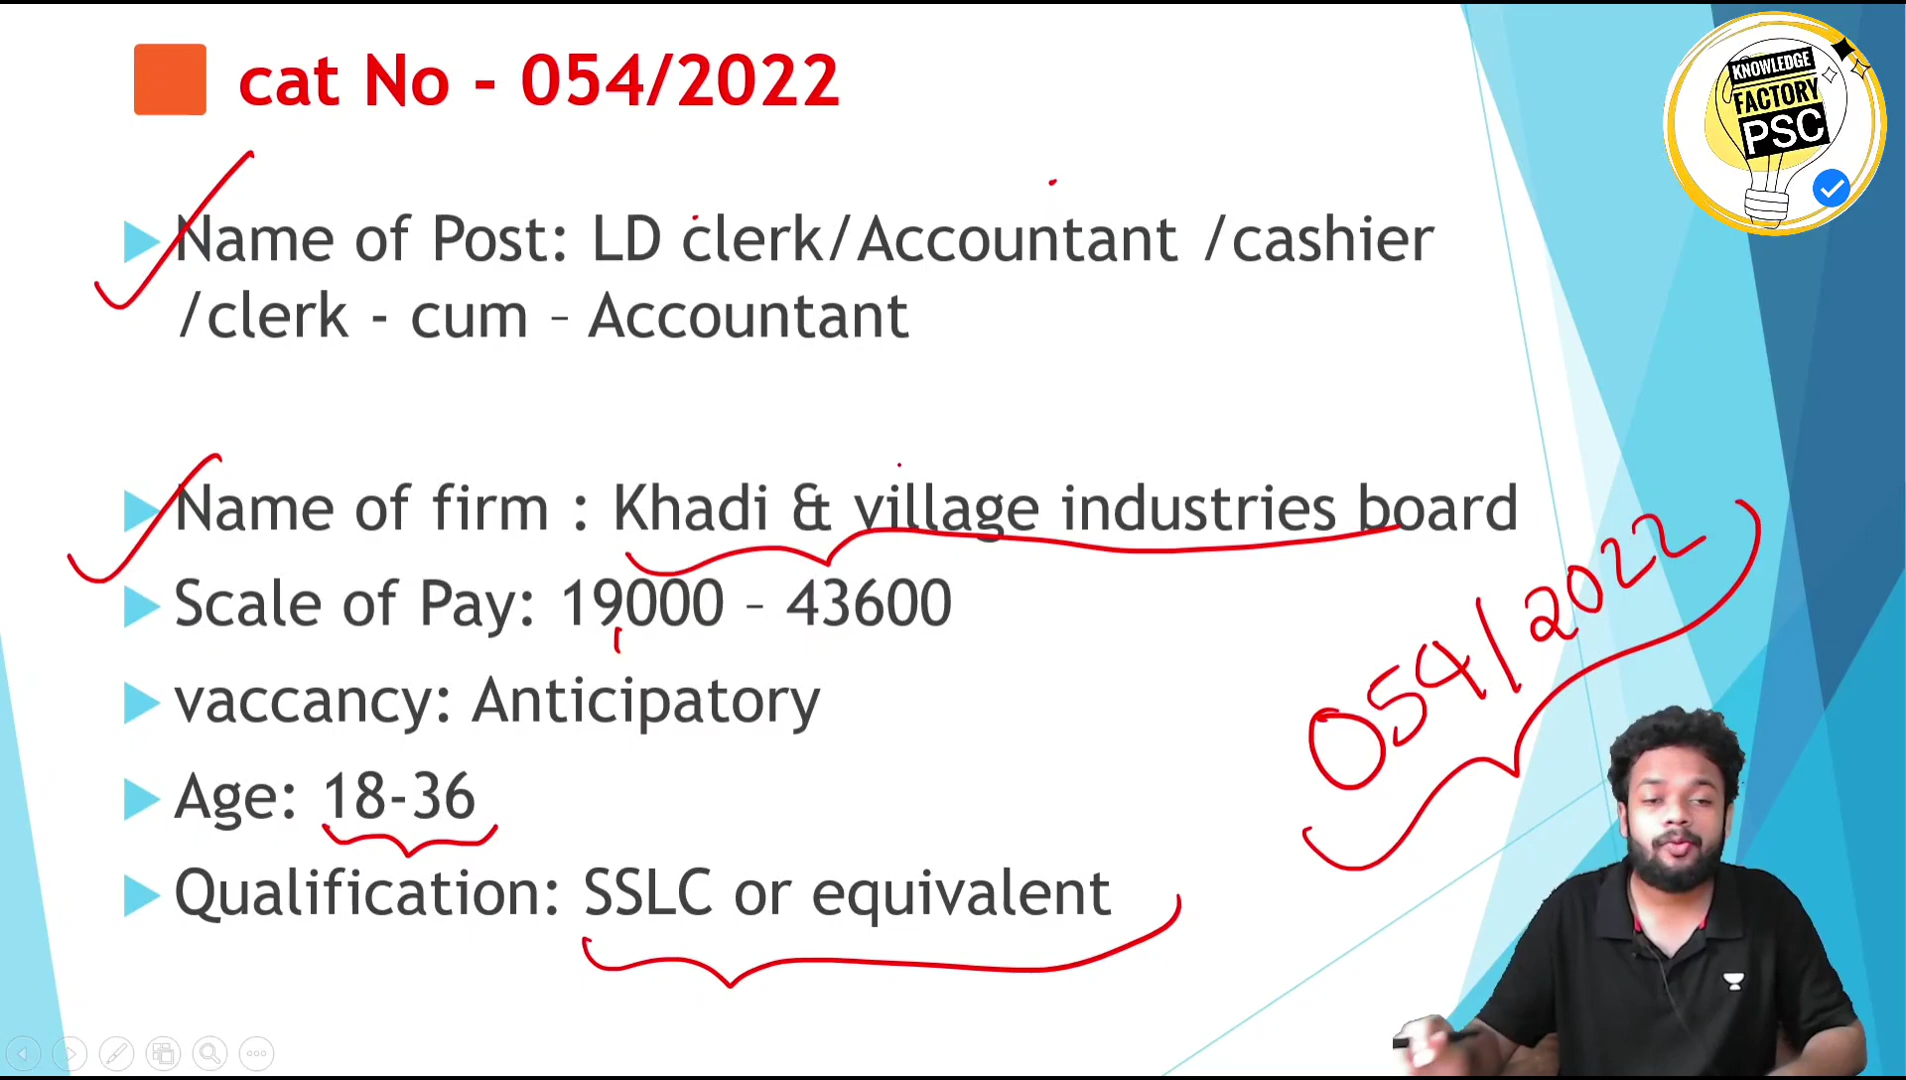 cat No - 054/2022
KNOWLEDGE
FACTORY
PSC
Name of Post: LD clerk/Accountant /cashier
/clerk - cum – Accountant
Name of firm : Khadi & village industries board
Scale of Pay: 19000 – 43600
vaccancy: Anticipatory
Age: 18-36
Qualification: SSLC or equivalent
054/2022